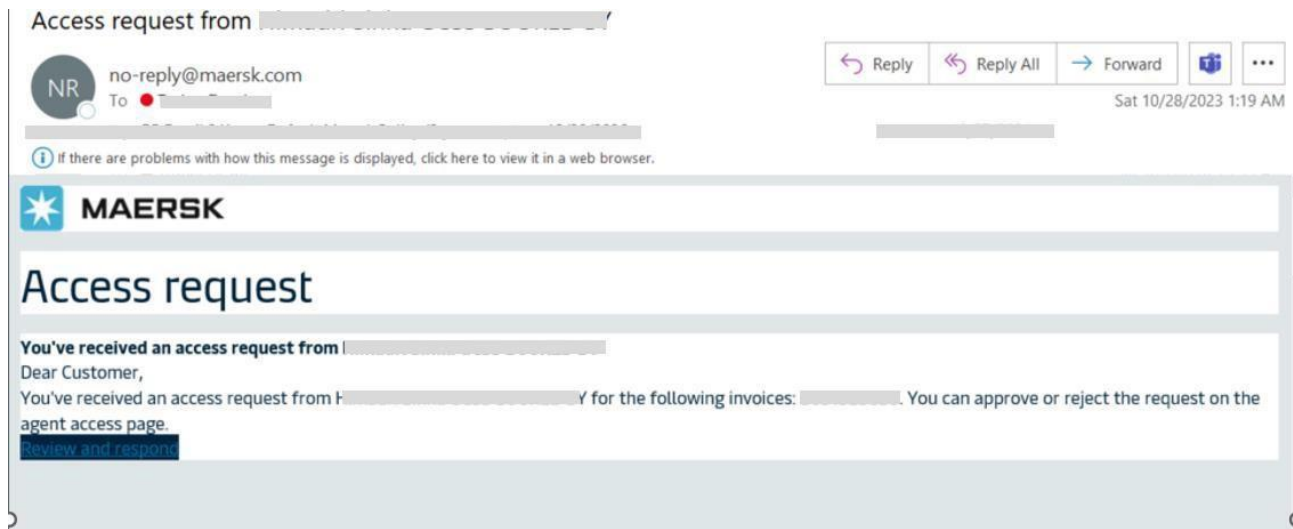 Access request from
Reply
Reply All
Forward
NR
no-reply@maersk.com
To
Sat 10/28/2023 1:19 AM
If there are problems with how this message is displayed, click here to view it in a web browser.
MAERSK
Access request
You've received an access request from
Dear Customer,
You've received an access request from H Y for the following invoices: . You can approve or reject the request on the
agent access page.
Review and respond